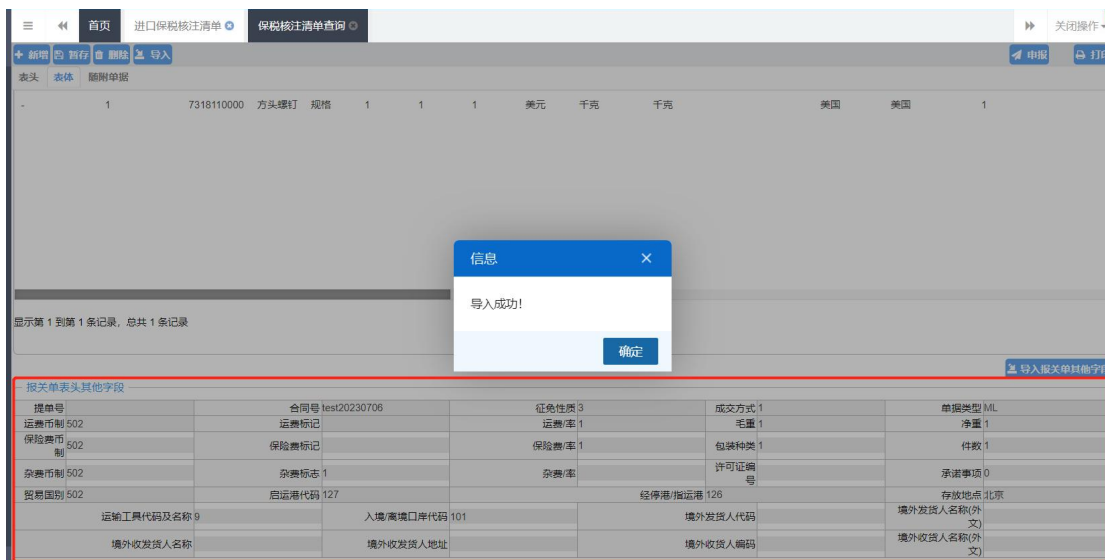 首页 进口保税核注清单 保税核注清单查询 关闭操作
新增 暂存 删除 导入 申报 打印
表头 表体 随附单据
- 1 7318110000 方头螺钉 规格 1 1 1 美元 千克 千克 美国 美国 1
信息
导入成功!
显示第 1 到第 1 条记录, 总共 1 条记录
确定
导入报关单其他字段
报关单表头其他字段
提单号 合同号 test20230706 征免性质 3 成交方式 1 单据类型 ML
运费币制 502 运费标记 运费/率 1 毛重 1 净重 1
保险费币制 502 保险费标记 保险费/率 1 包装种类 1 件数 1
杂费币制 502 杂费标志 1 杂费/率 许可证编号 承诺事项 0
贸易国别 502 启运港代码 127 经停港/指运港 126 存放地点 北京
运输工具代码及名称 9 入境/离境口岸代码 101 境外发货人代码 境外发货人名称(外文)
境外收发货人名称 境外收发货人地址 境外收货人编码 境外收货人名称(外文)